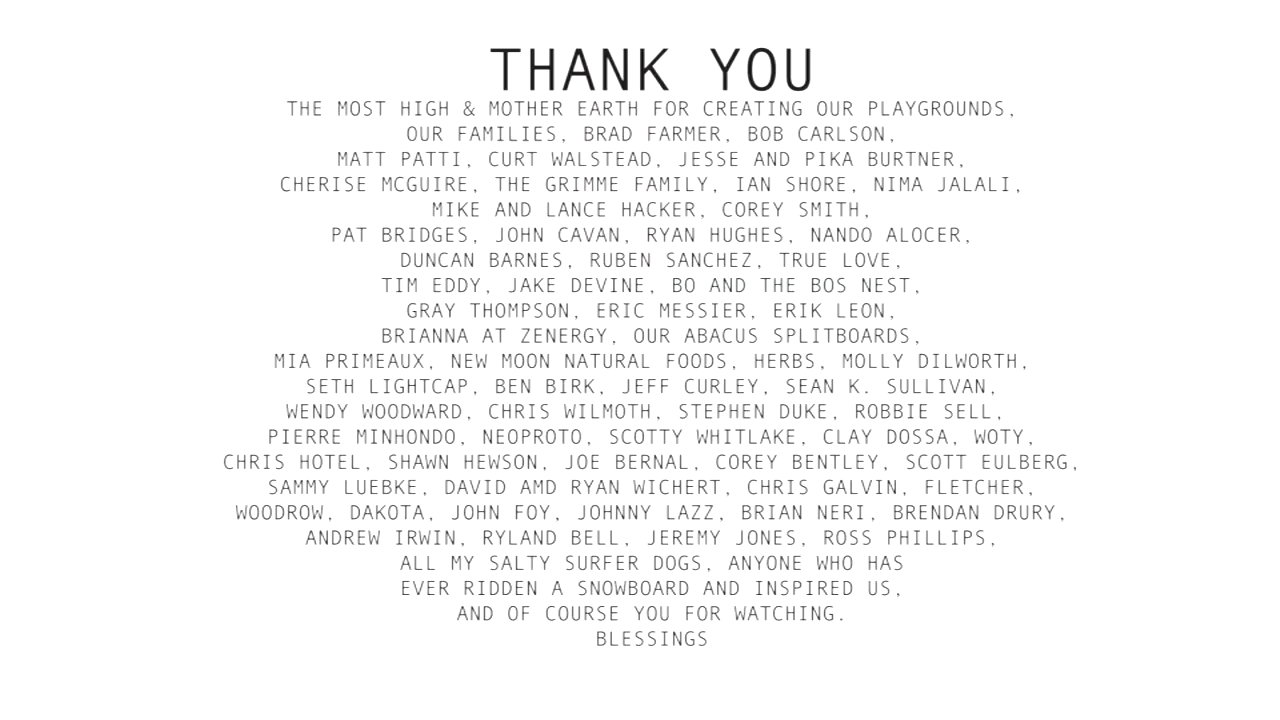 THANK YOU
THE MOST HIGH & MOTHER EARTH FOR CREATING OUR PLAYGROUNDS,
OUR FAMILIES, BRAD FARMER, BOB CARLSON,
MATT PATTI, CURT WALSTEAD, JESSE AND PIKA BURTNER,
CHERISE MCGUIRE, THE GRIMME FAMILY, IAN SHORE, NIMA JALALI,
MIKE AND LANCE HACKER, COREY SMITH,
PAT BRIDGES, JOHN CAVAN, RYAN HUGHES, NANDO ALOCER,
DUNCAN BARNES, RUBEN SANCHEZ, TRUE LOVE,
TIM EDDY, JAKE DEVINE, BO AND THE BOS NEST,
GRAY THOMPSON, ERIC MESSIER, ERIK LEON,
BRIANNA AT ZENERGY, OUR ABACUS SPLITBOARDS,
MIA PRIMEAUX, NEW MOON NATURAL FOODS, HERBS, MOLLY DILWORTH,
SETH LIGHTCAP, BEN BIRK, JEFF CURLEY, SEAN K. SULLIVAN,
WENDY WOODWARD, CHRIS WILMOTH, STEPHEN DUKE, ROBBIE SELL,
PIERRE MINHONDO, NEOPROTO, SCOTTY WHITLAKE, CLAY DOSSA, WOTY,
CHRIS HOTEL, SHAWN HEWSON, JOE BERNAL, COREY BENTLEY, SCOTT EULBERG,
SAMMY LUEBKE, DAVID AMD RYAN WICHERT, CHRIS GALVIN, FLETCHER,
WOODROW, DAKOTA, JOHN FOY, JOHNNY LAZZ, BRIAN NERI, BRENDAN DRURY,
ANDREW IRWIN, RYLAND BELL, JEREMY JONES, ROSS PHILLIPS,
ALL MY SALTY SURFER DOGS, ANYONE WHO HAS
EVER RIDDEN A SNOWBOARD AND INSPIRED US,
AND OF COURSE YOU FOR WATCHING.
BLESSINGS